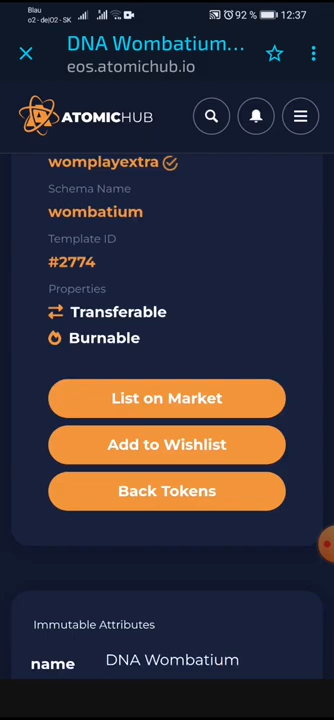 Blau
o2 - de|O2 - SK
92 %
12:37
DNA Wombatium...
eos.atomichub.io
ATOMICHUB
womplayextra
Schema Name
wombatium
Template ID
#2774
Properties
Transferable
Burnable
List on Market
Add to Wishlist
Back Tokens
Immutable Attributes
name
DNA Wombatium